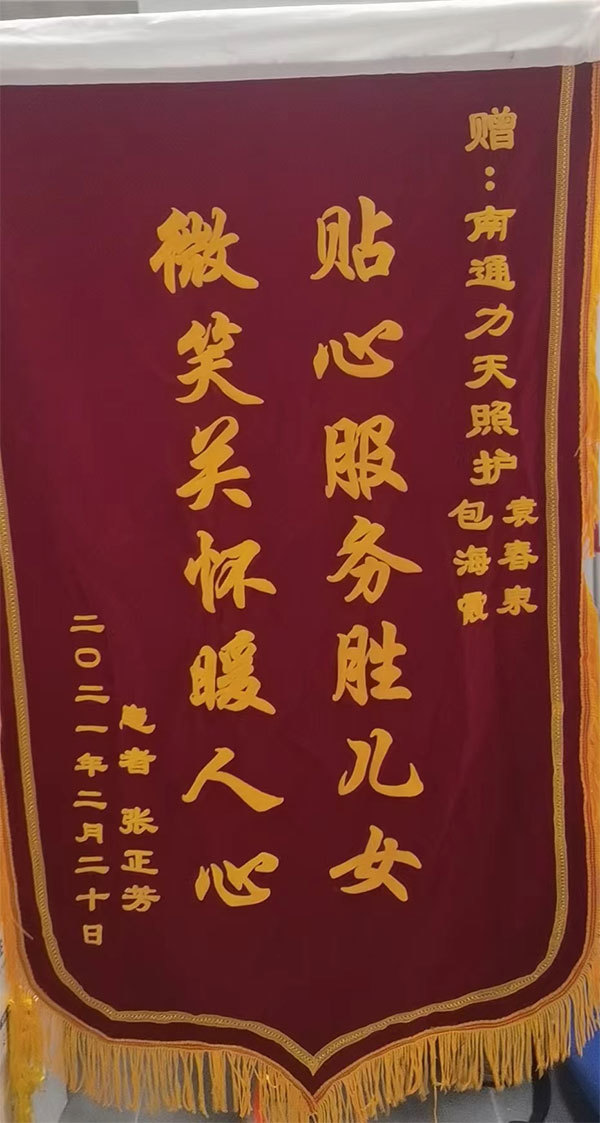 赠：南通力天照护
袁春泉
包海霞
贴心服务胜儿女
微笑关怀暖人心
患者 张正芳
二〇二一年二月二十日